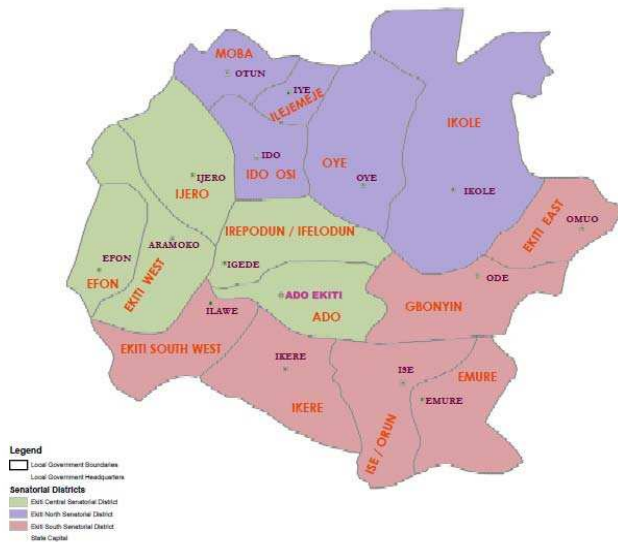 MOBA
OTUN
IYE
ILEJEMEJE
IKOLE
IDO
OYE
IJERO
IDO OSI
OYE
IKOLE
IJERO
EKITI EAST
OMUO
IREPODUN / IFELODUN
ARAMOKO
EPON
IGEDE
EFON
EKITI WEST
ODE
ADO EKITI
GBONYIN
ILAWE
ADO
EKITI SOUTH WEST
IKERE
ISE
EMURE
IKERE
EMURE
ISE / ORUN
Legend
Local Government Boundaries
Local Government Headquarters
Senatorial Districts
Ekiti Central Senatorial District
Ekiti North Senatorial District
Ekiti South Senatorial District
State Capital